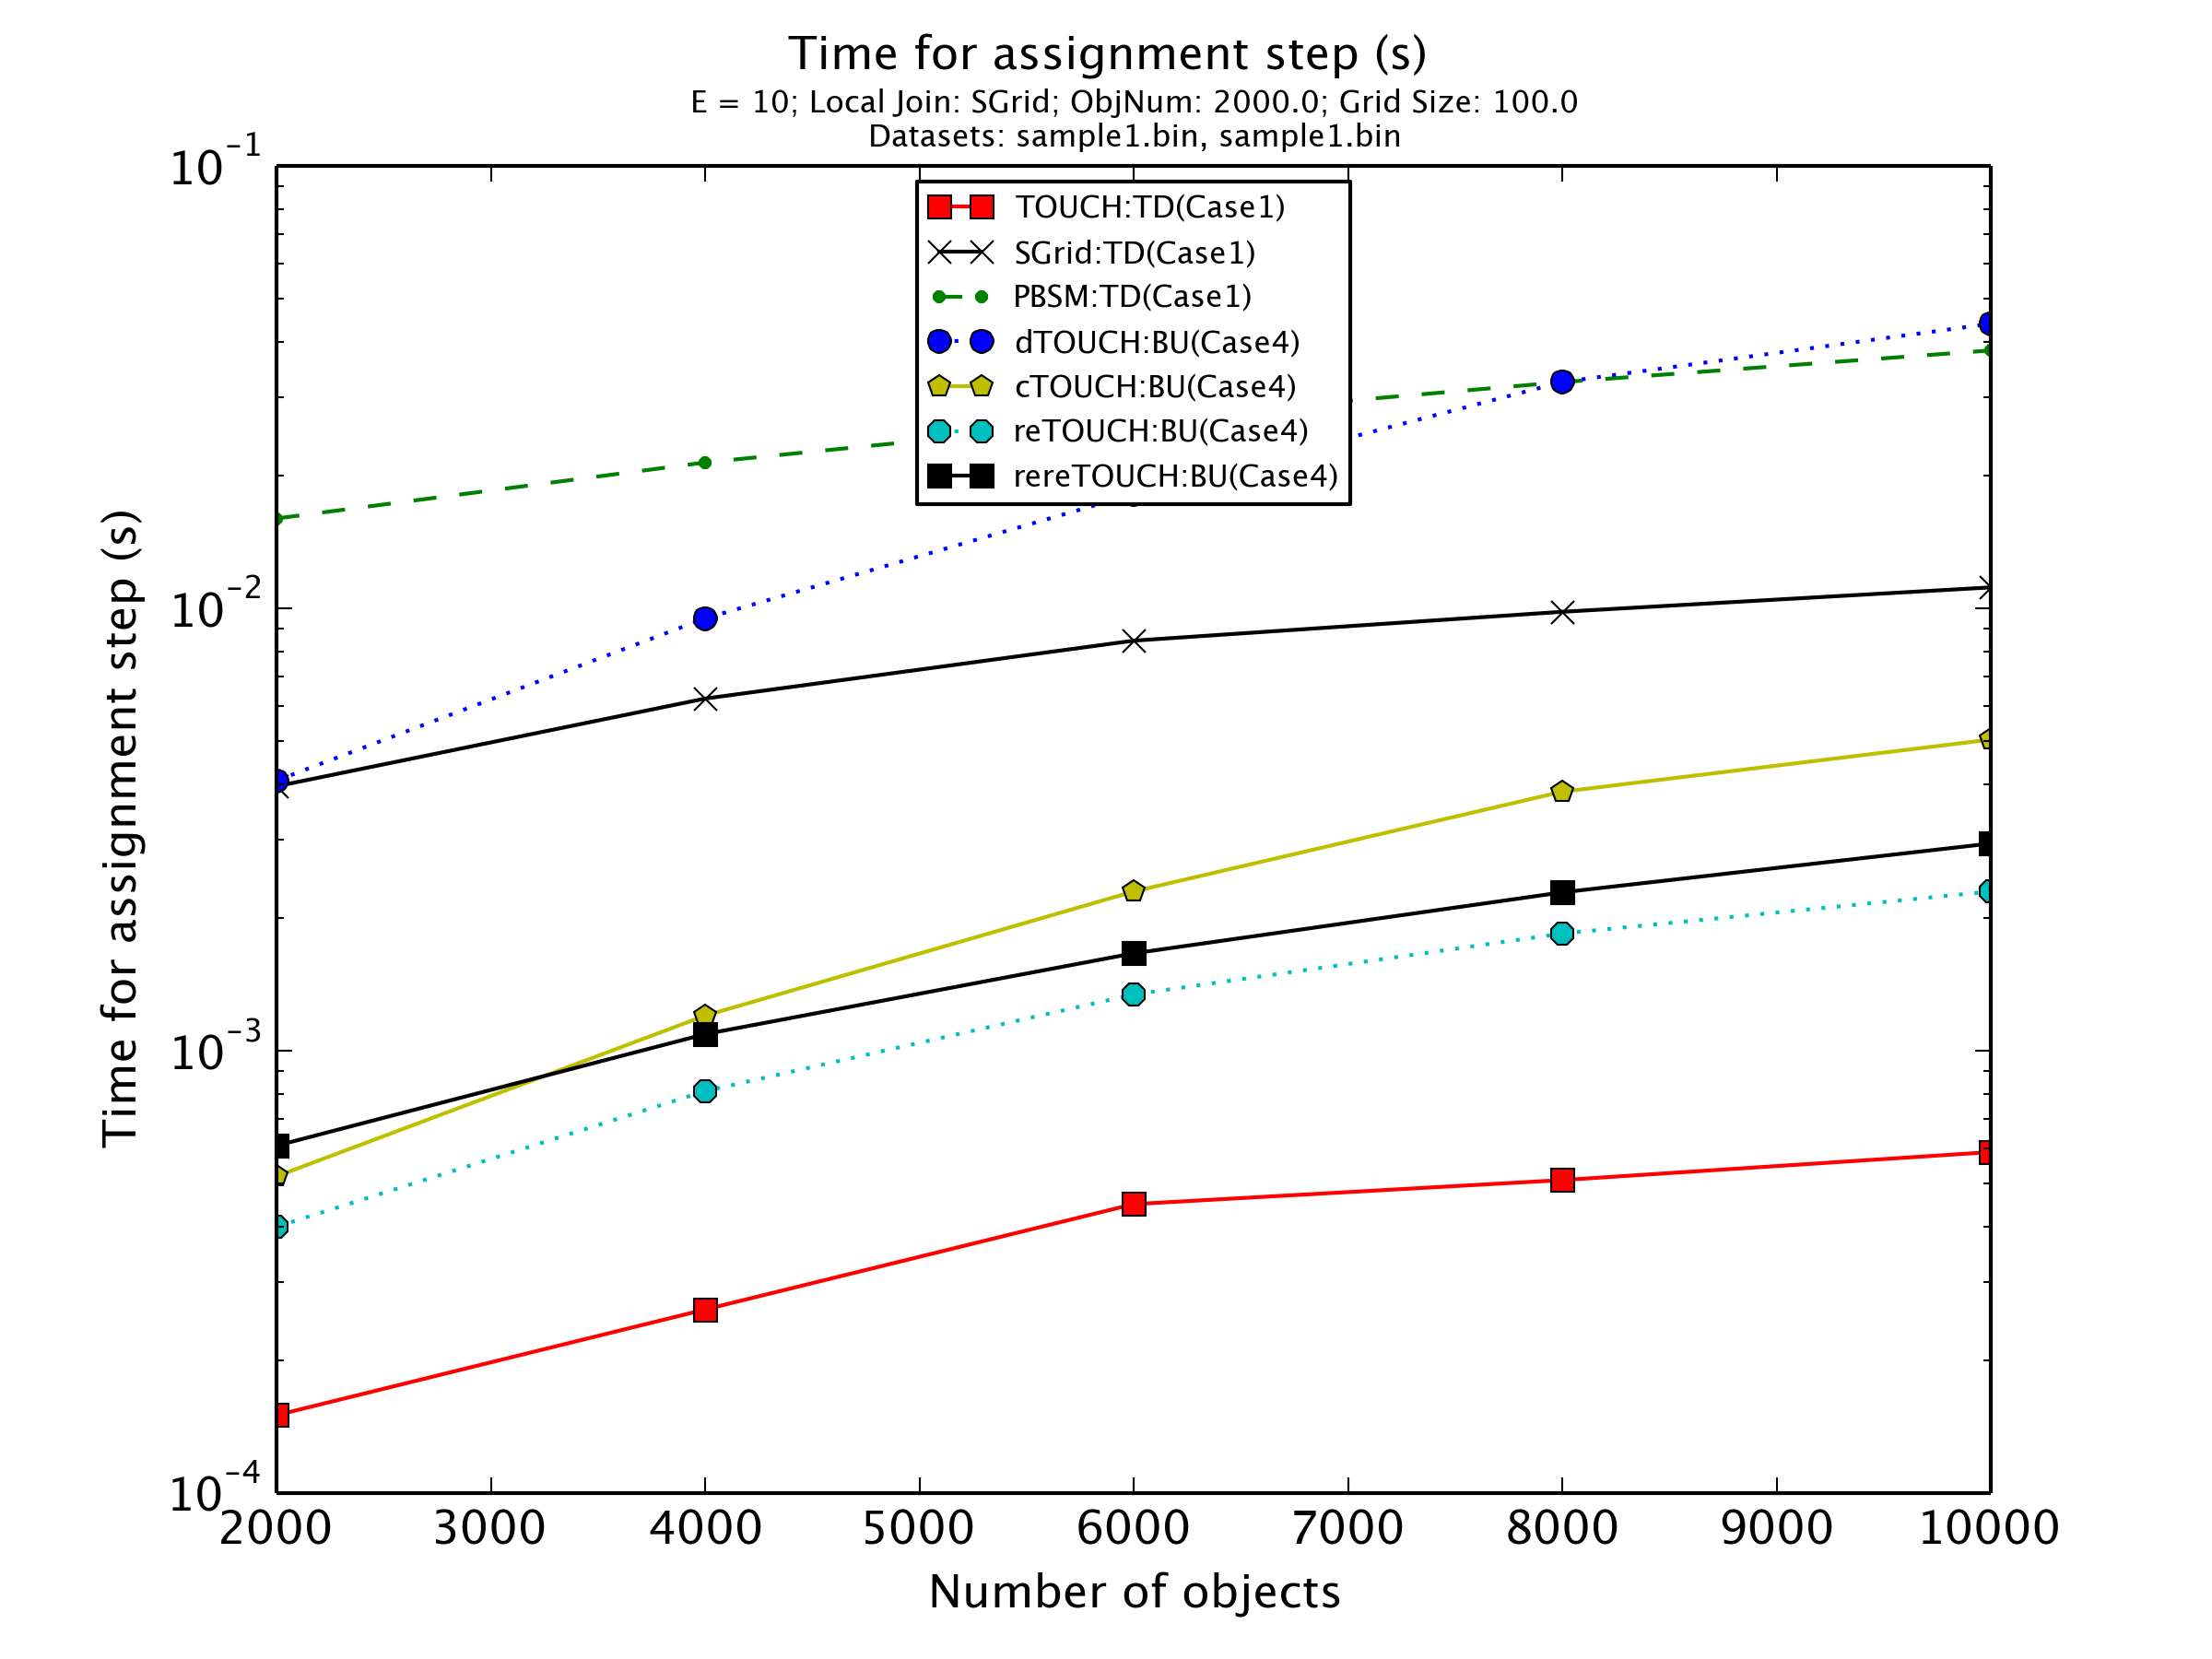 Time for assignment step (s)
E = 10; Local Join: SGrid; ObjNum: 2000.0; Grid Size: 100.0
Datasets: sample1.bin, sample1.bin
10⁻¹
10⁻²
10⁻³
10⁻⁴
Time for assignment step (s)
TOUCH:TD(Case1)
SGrid:TD(Case1)
PBSM:TD(Case1)
dTOUCH:BU(Case4)
cTOUCH:BU(Case4)
reTOUCH:BU(Case4)
rereTOUCH:BU(Case4)
2000 3000 4000 5000 6000 7000 8000 9000 10000
Number of objects